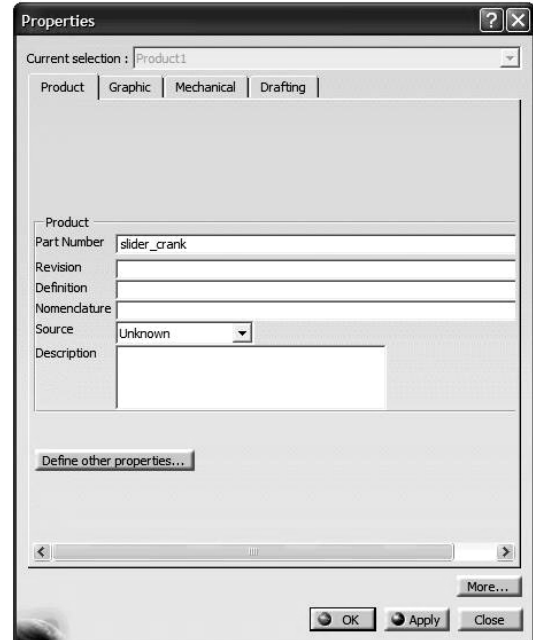 Properties
Current selection : Product1
Product Graphic Mechanical Drafting
Product
Part Number slider_crank
Revision
Definition
Nomenclature
Source Unknown
Description
Define other properties...
More...
OK Apply Close